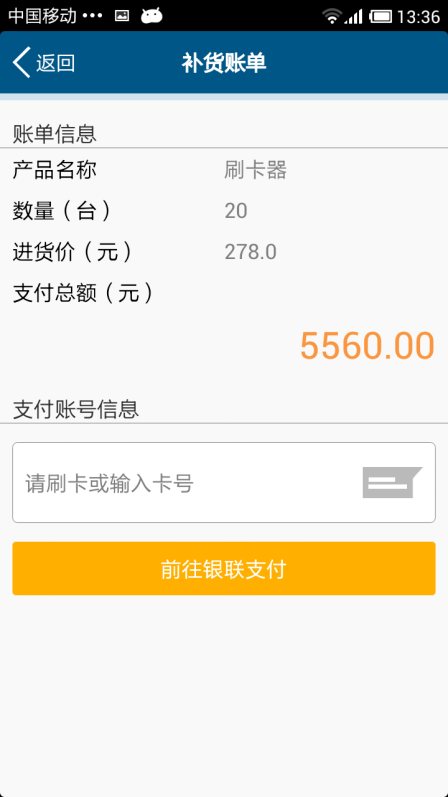 中国移动 ••• 13:36
返回 补货账单
账单信息
产品名称 刷卡器
数量（台） 20
进货价（元） 278.0
支付总额（元）
5560.00
支付账号信息
请刷卡或输入卡号
前往银联支付